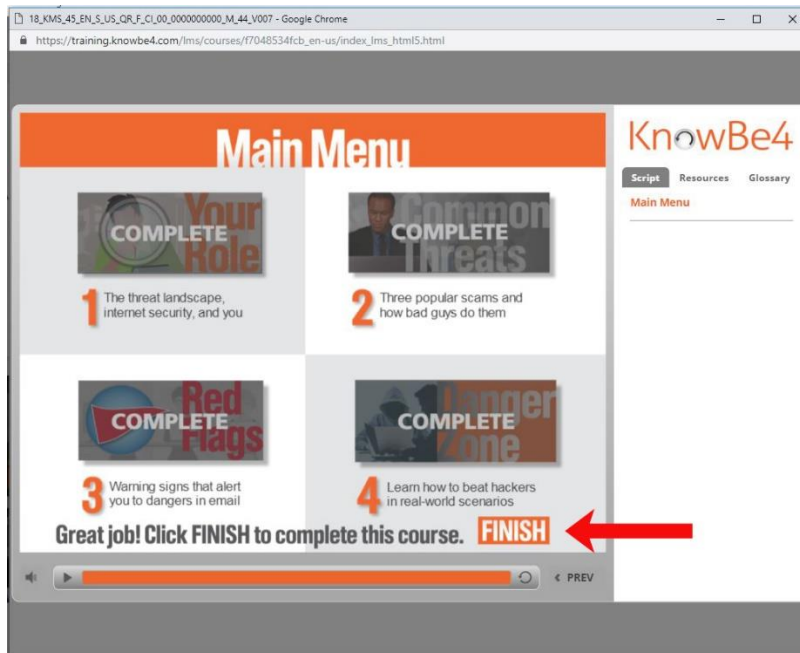 18_KMS_45_EN_S_US_QR_F_CI_00_0000000000_M_44_V007 - Google Chrome
https://training.knowbe4.com/lms/courses/f7048534fcb_en-us/index_lms_html5.html
Main Menu
Your
Role
COMPLETE
1
The threat landscape,
internet security, and you
Common
Threats
COMPLETE
2
Three popular scams and
how bad guys do them
Red
Flags
COMPLETE
3
Warning signs that alert
you to dangers in email
Danger
Zone
COMPLETE
4
Learn how to beat hackers
in real-world scenarios
Great job! Click FINISH to complete this course. FINISH
PREV
KnowBe4
Script Resources Glossary
Main Menu